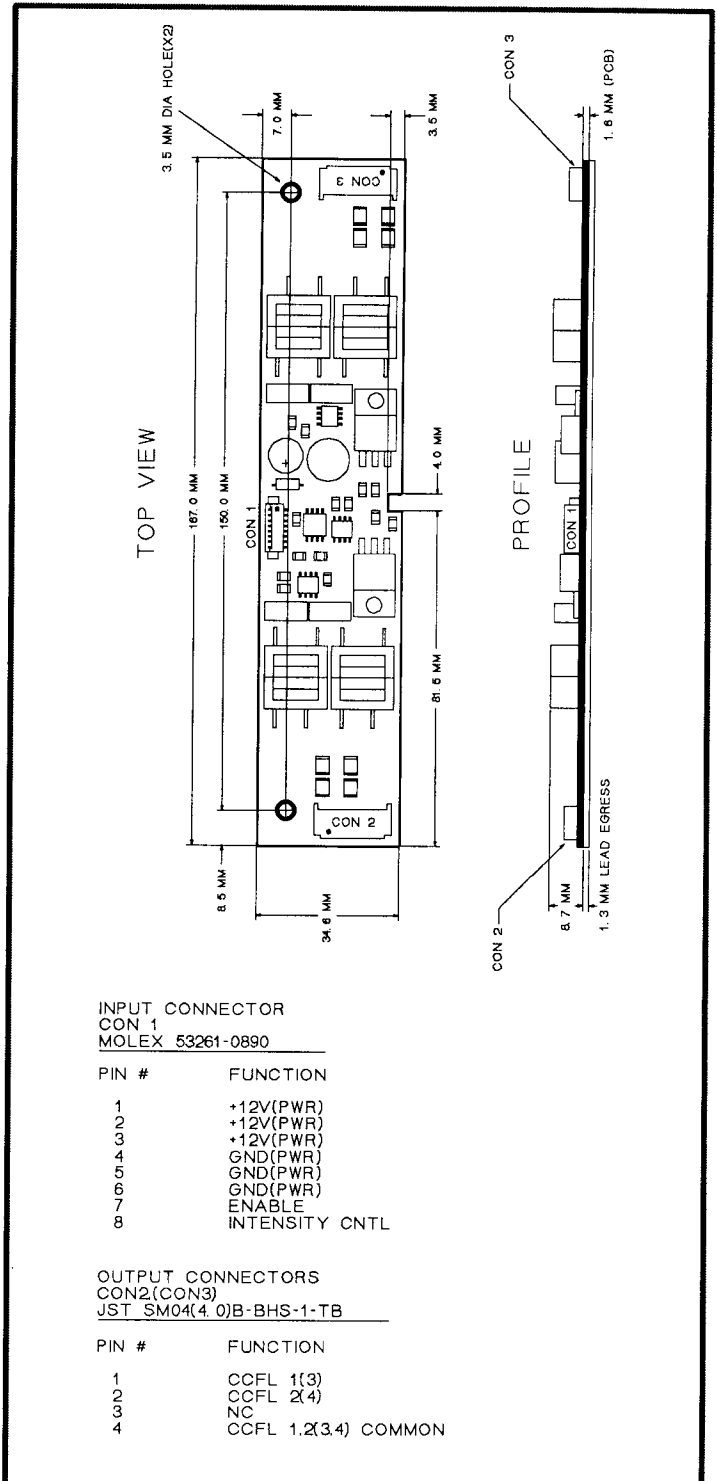 3.5 MM DIA HOLE(X2)
7.0 MM
3.5 MM
CON 3
TOP VIEW
167.0 MM
150.0 MM
CON 1
4.0 MM
81.5 MM
CON 2
8.5 MM
34.6 MM
CON 3
1.6 MM (PCB)
PROFILE
CON 1
CON 2
8.7 MM
1.3 MM LEAD EGRESS
INPUT CONNECTOR
CON 1
MOLEX 53261-0890
PIN # FUNCTION
1 +12V(PWR)
2 +12V(PWR)
3 +12V(PWR)
4 GND(PWR)
5 GND(PWR)
6 GND(PWR)
7 ENABLE
8 INTENSITY CNTL
OUTPUT CONNECTORS
CON2(CON3)
JST SM04(4.0)B-BHS-1-TB
PIN # FUNCTION
1 CCFL 1(3)
2 CCFL 2(4)
3 NC
4 CCFL 1,2(3,4) COMMON